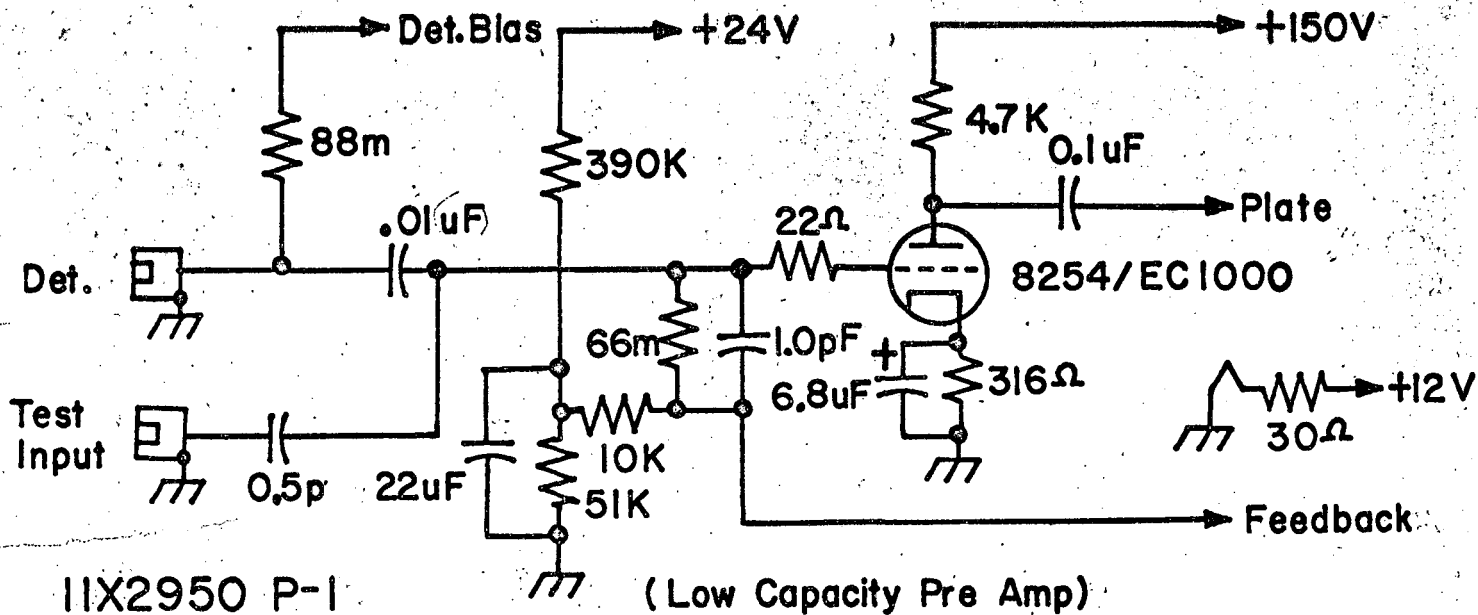 Det.Bias
+24V
+150V
88m
390K
4.7K
0.1uF
.01uF
22Ω
Plate
Det.
8254/EC1000
66m
1.0pF
+
6.8uF
316Ω
+12V
30Ω
Test
Input
0.5p
22uF
10K
51K
Feedback
11X2950 P-1
(Low Capacity Pre Amp)